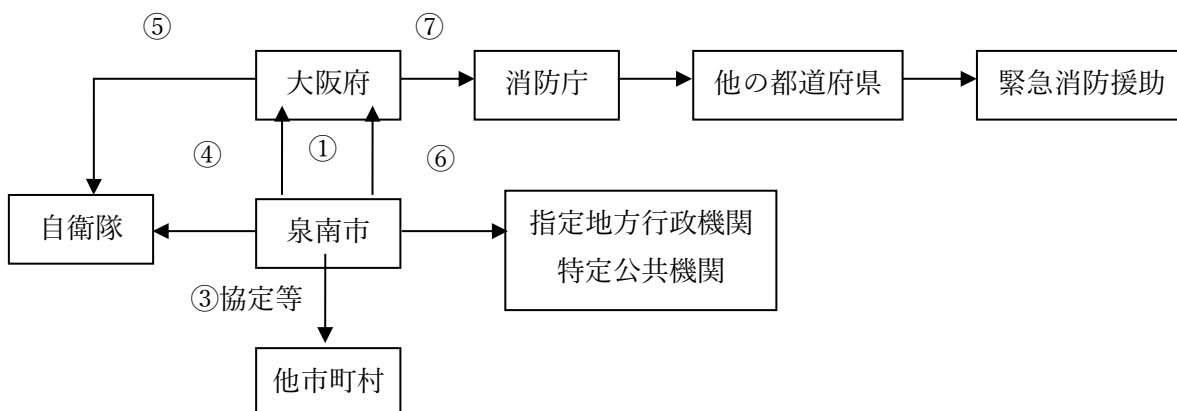 ⑤
⑦
大阪府
消防庁
他の都道府県
緊急消防援助
④
①
⑥
自衛隊
泉南市
指定地方行政機関
特定公共機関
③協定等
他市町村